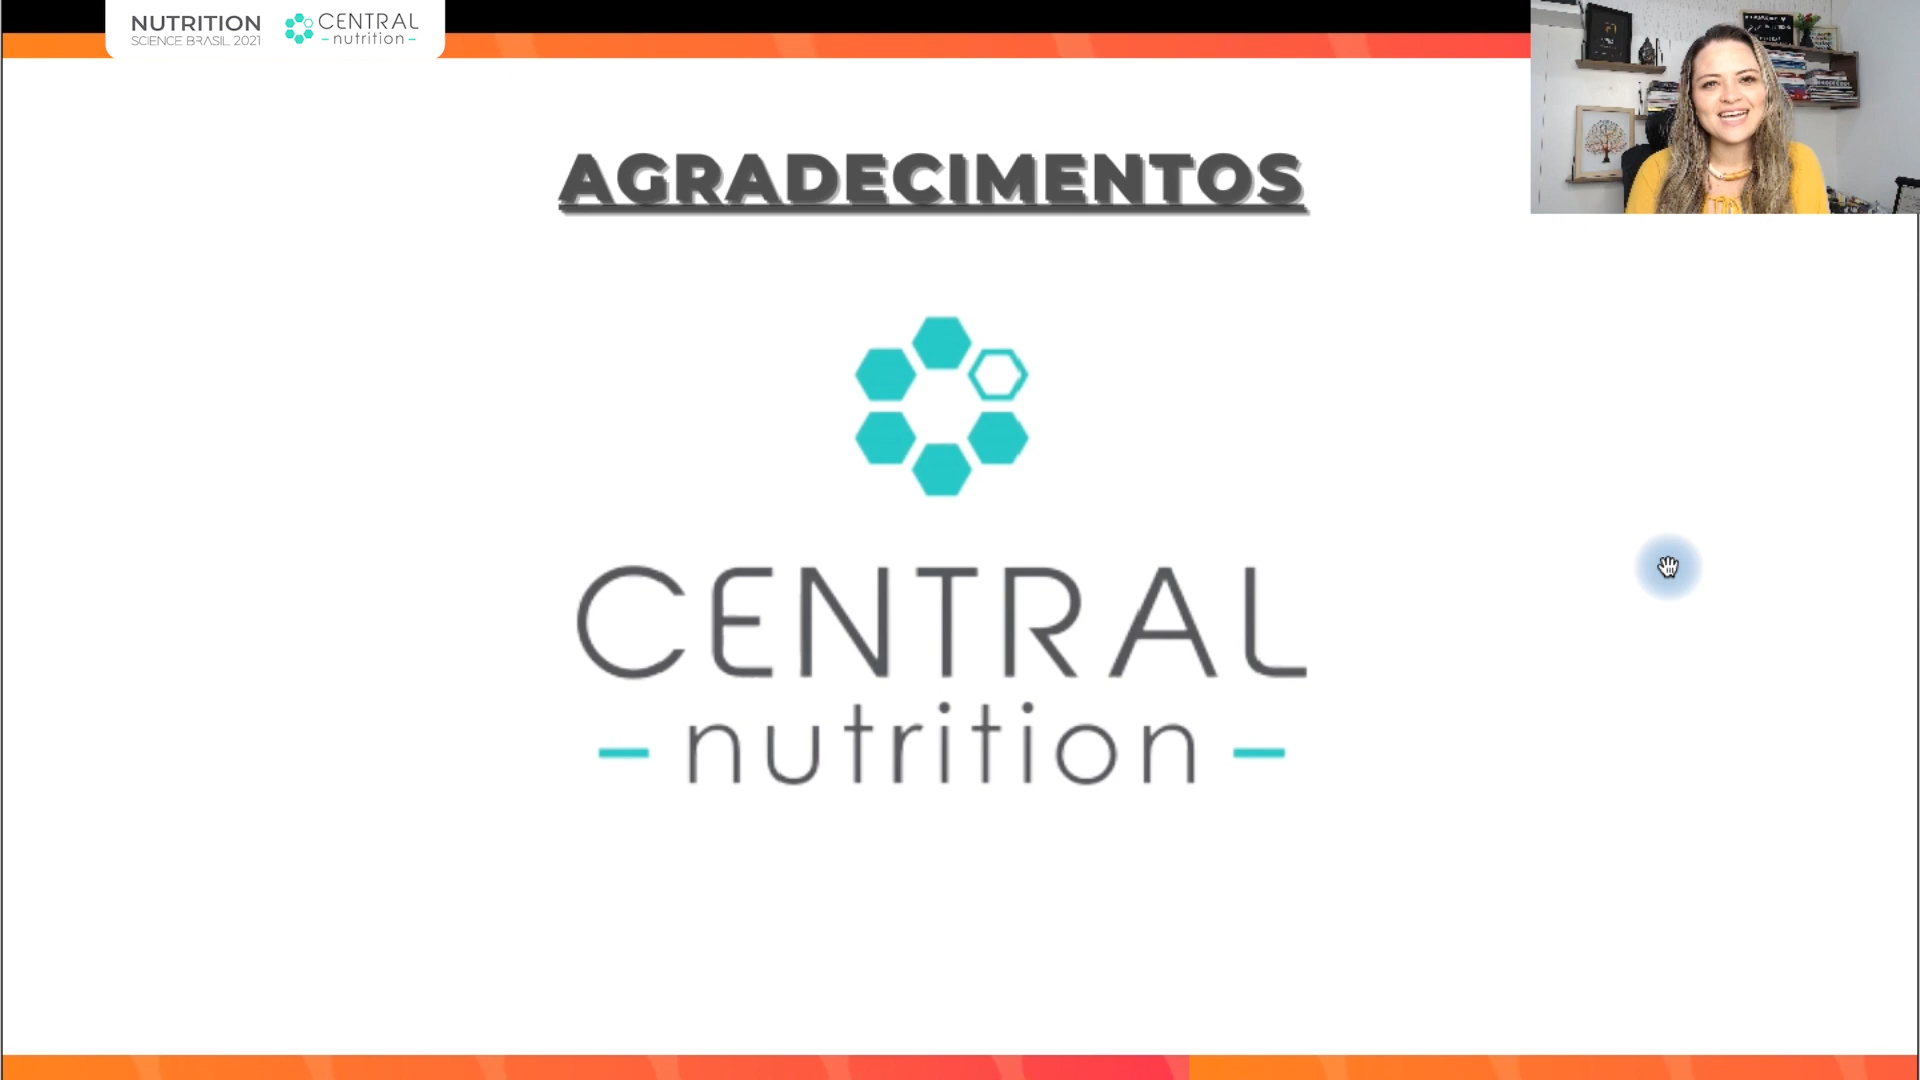 NUTRITION
SCIENCE BRASIL 2021
CENTRAL
nutrition
AGRADECIMENTOS
CENTRAL
nutrition